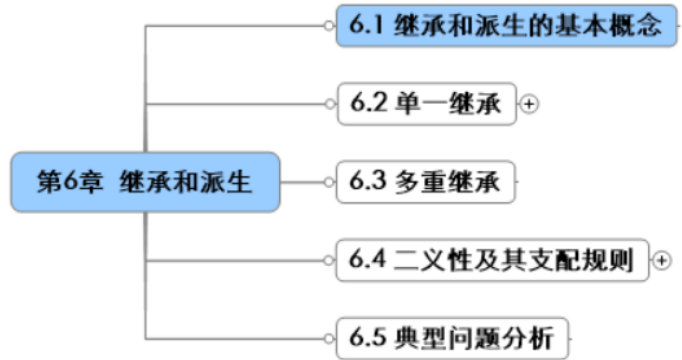 6.1 继承和派生的基本概念
6.2 单一继承
第6章 继承和派生
6.3 多重继承
6.4 二义性及其支配规则
6.5 典型问题分析